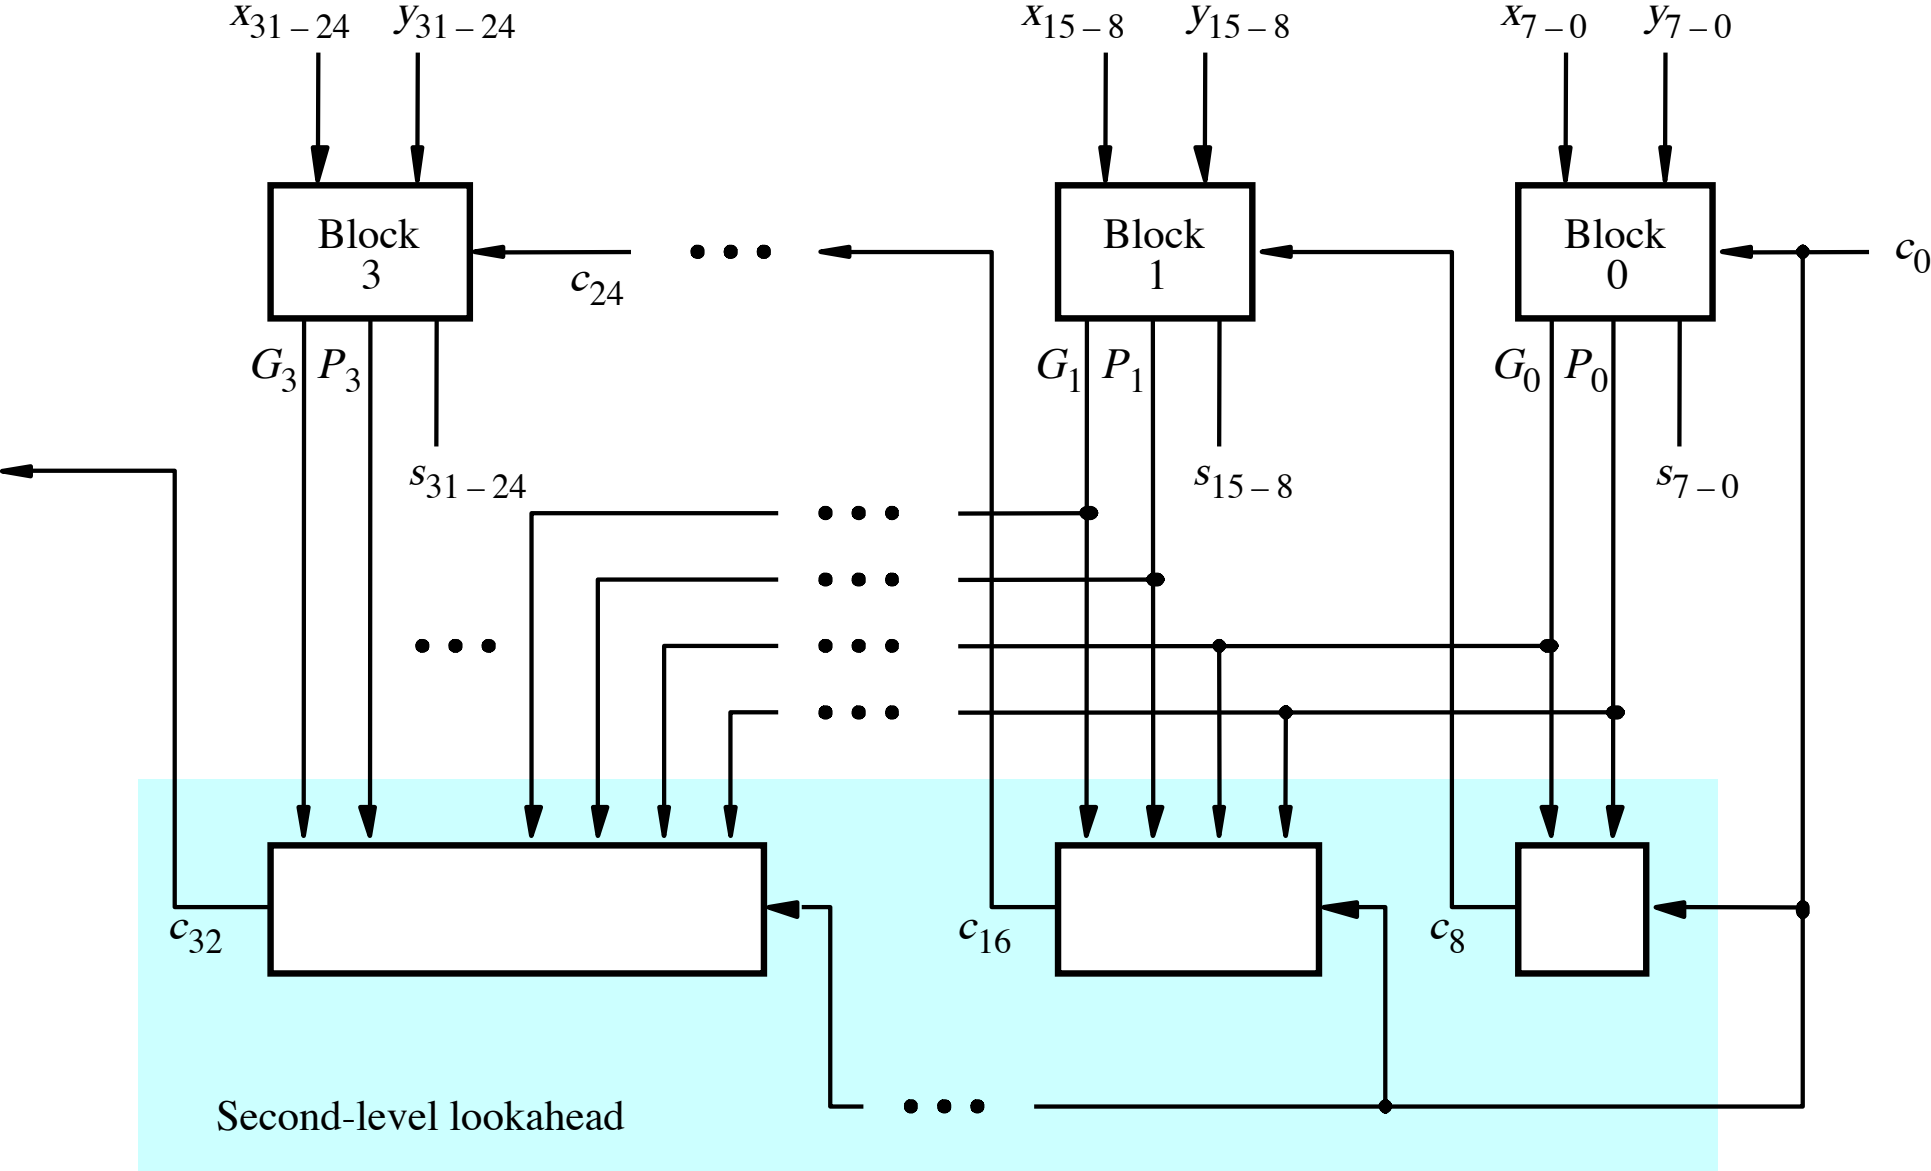 x31 – 24 y31 – 24 x15 – 8 y15 – 8 x7 – 0 y7 – 0
Block 3
c24
Block 1
Block 0
c0
G3 P3
G1 P1
G0 P0
s31 – 24
s15 – 8
s7 – 0
c32
c16
c8
Second-level lookahead